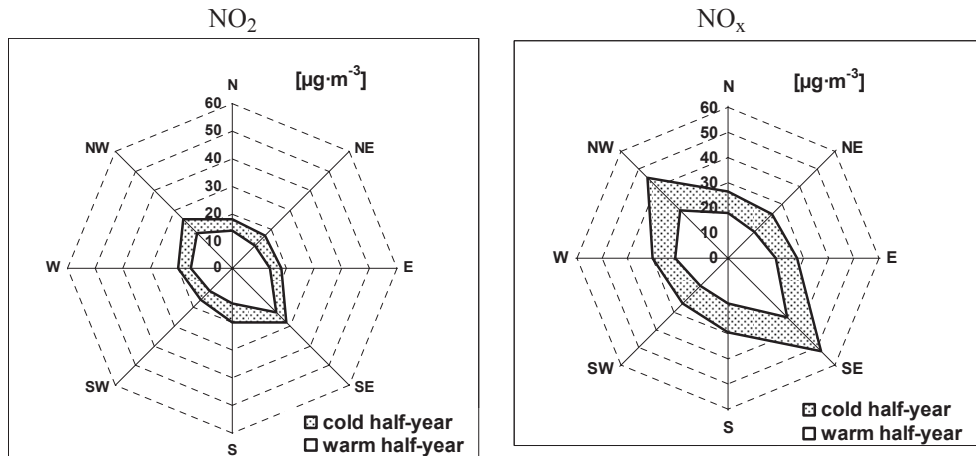 NO₂
[µg·m⁻³]
N
60
50
40
30
20
10
0
NW
NE
W
E
SW
SE
S
cold half-year
warm half-year
NOₓ
[µg·m⁻³]
N
60
50
40
30
20
10
0
NW
NE
W
E
SW
SE
S
cold half-year
warm half-year